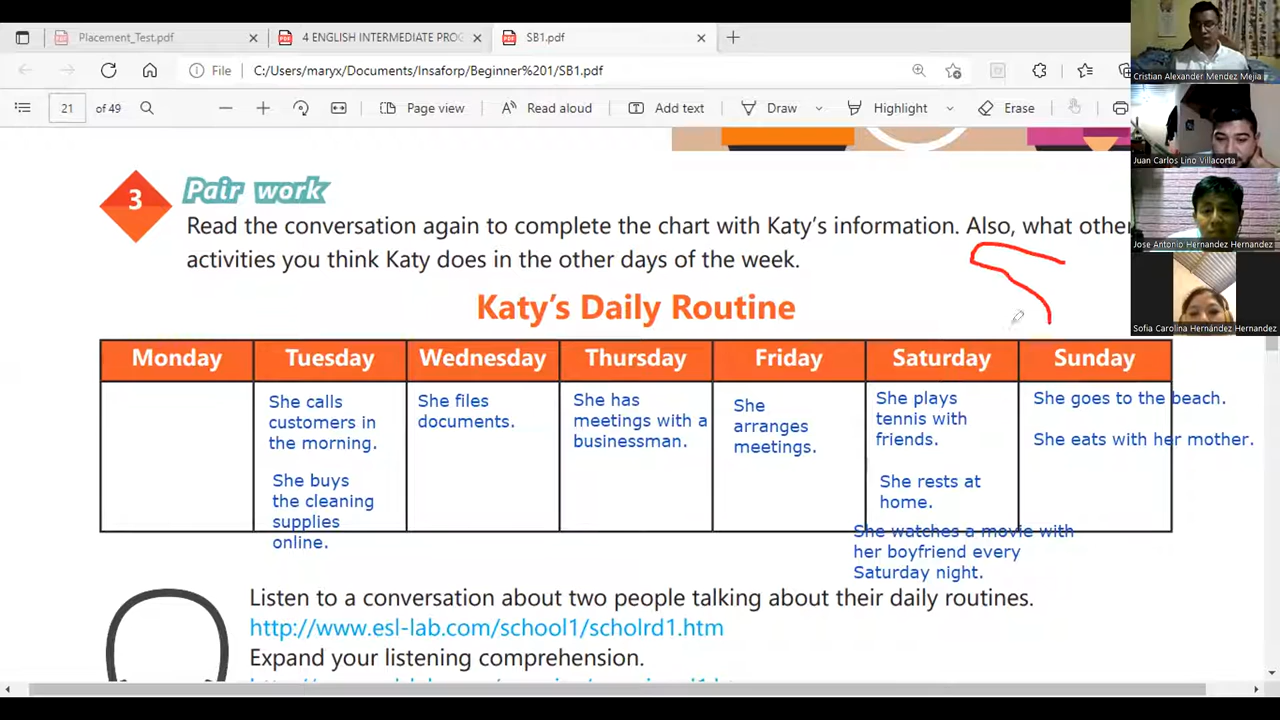 Placement_Test.pdf
4 ENGLISH INTERMEDIATE PROG
SB1.pdf
File
C:/Users/maryx/Documents/Insaforp/Beginner%201/SB1.pdf
21 of 49
Page view
Read aloud
Add text
Draw
Highlight
Erase
Cristian Alexander Mendez Mejia
Juan Carlos Lino Villacorta
Jose Antonio Hernandez Hernandez
Sofia Carolina Hernández Hernandez
3
Pair work
Read the conversation again to complete the chart with Katy's information. Also, what other
activities you think Katy does in the other days of the week.
Katy's Daily Routine
Monday
Tuesday
Wednesday
Thursday
Friday
Saturday
Sunday
She calls
customers in
the morning.
She buys
the cleaning
supplies
online.
She files
documents.
She has
meetings with a
businessman.
She
arranges
meetings.
She plays
tennis with
friends.
She rests at
home.
She watches a movie with
her boyfriend every
Saturday night.
She goes to the beach.
She eats with her mother.
Listen to a conversation about two people talking about their daily routines.
http://www.esl-lab.com/school1/scholrd1.htm
Expand your listening comprehension.